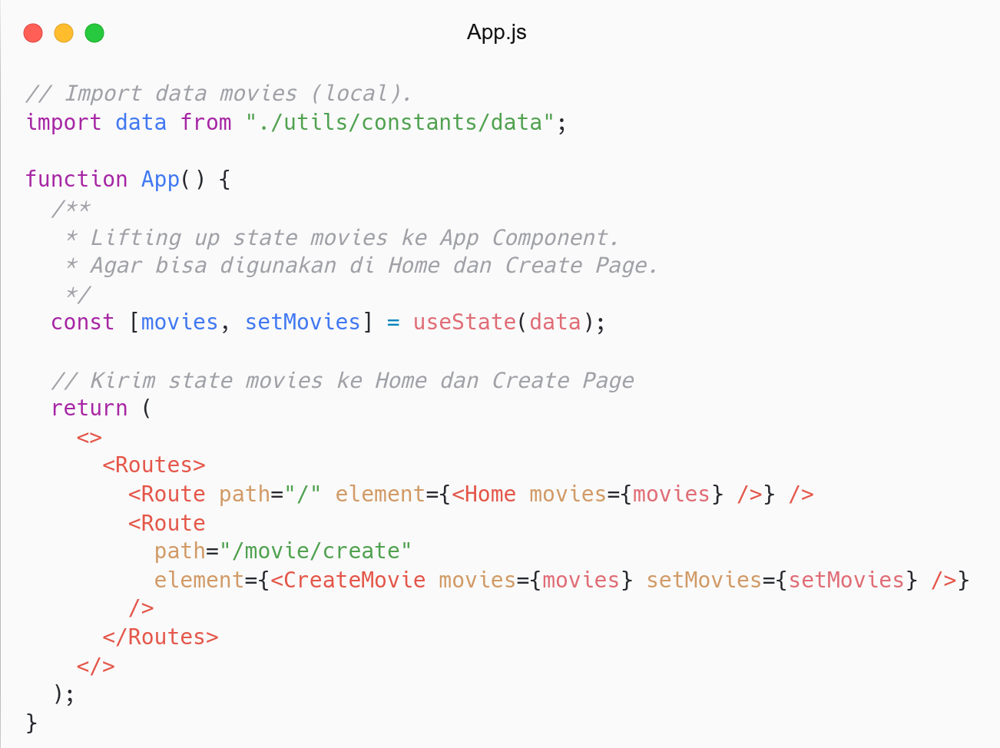 App.js
// Import data movies (local).
import data from "./utils/constants/data";
function App() {
  /**
   * Lifting up state movies ke App Component.
   * Agar bisa digunakan di Home dan Create Page.
   */
  const [movies, setMovies] = useState(data);
  // Kirim state movies ke Home dan Create Page
  return (
    <>
      <Routes>
        <Route path="/" element={<Home movies={movies} />} />
        <Route
          path="/movie/create"
          element={<CreateMovie movies={movies} setMovies={setMovies} />}
        />
      </Routes>
    </>
  );
}